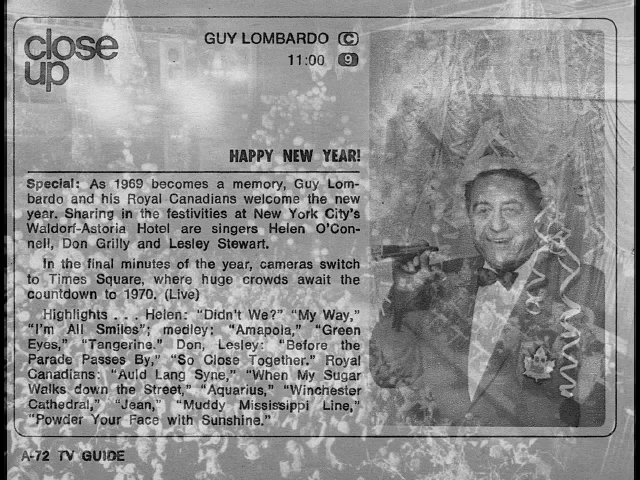 close
up
GUY LOMBARDO (C)
11:00 9
HAPPY NEW YEAR!
Special: As 1969 becomes a memory, Guy Lom-
bardo and his Royal Canadians welcome the new
year. Sharing in the festivities at New York City's
Waldorf-Astoria Hotel are singers Helen O'Con-
nell, Don Grilly and Lesley Stewart.
In the final minutes of the year, cameras switch
to Times Square, where huge crowds await the
countdown to 1970. (Live)
Highlights . . . Helen: "Didn't We?" "My Way,"
"I'm All Smiles"; medley: "Amapola," "Green
Eyes," "Tangerine." Don, Lesley: "Before the
Parade Passes By," "So Close Together." Royal
Canadians: "Auld Lang Syne," "When My Sugar
Walks down the Street," "Aquarius," "Winchester
Cathedral," "Jean," "Muddy Mississippi Line,"
"Powder Your Face with Sunshine."
A-72 TV GUIDE